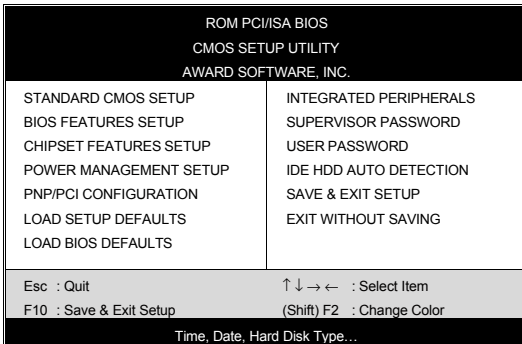 ROM PCI/ISA BIOS
CMOS SETUP UTILITY
AWARD SOFTWARE, INC.
STANDARD CMOS SETUP
BIOS FEATURES SETUP
CHIPSET FEATURES SETUP
POWER MANAGEMENT SETUP
PNP/PCI CONFIGURATION
LOAD SETUP DEFAULTS
LOAD BIOS DEFAULTS
INTEGRATED PERIPHERALS
SUPERVISOR PASSWORD
USER PASSWORD
IDE HDD AUTO DETECTION
SAVE & EXIT SETUP
EXIT WITHOUT SAVING
Esc : Quit
F10 : Save & Exit Setup
↑↓→← : Select Item
(Shift) F2 : Change Color
Time, Date, Hard Disk Type…